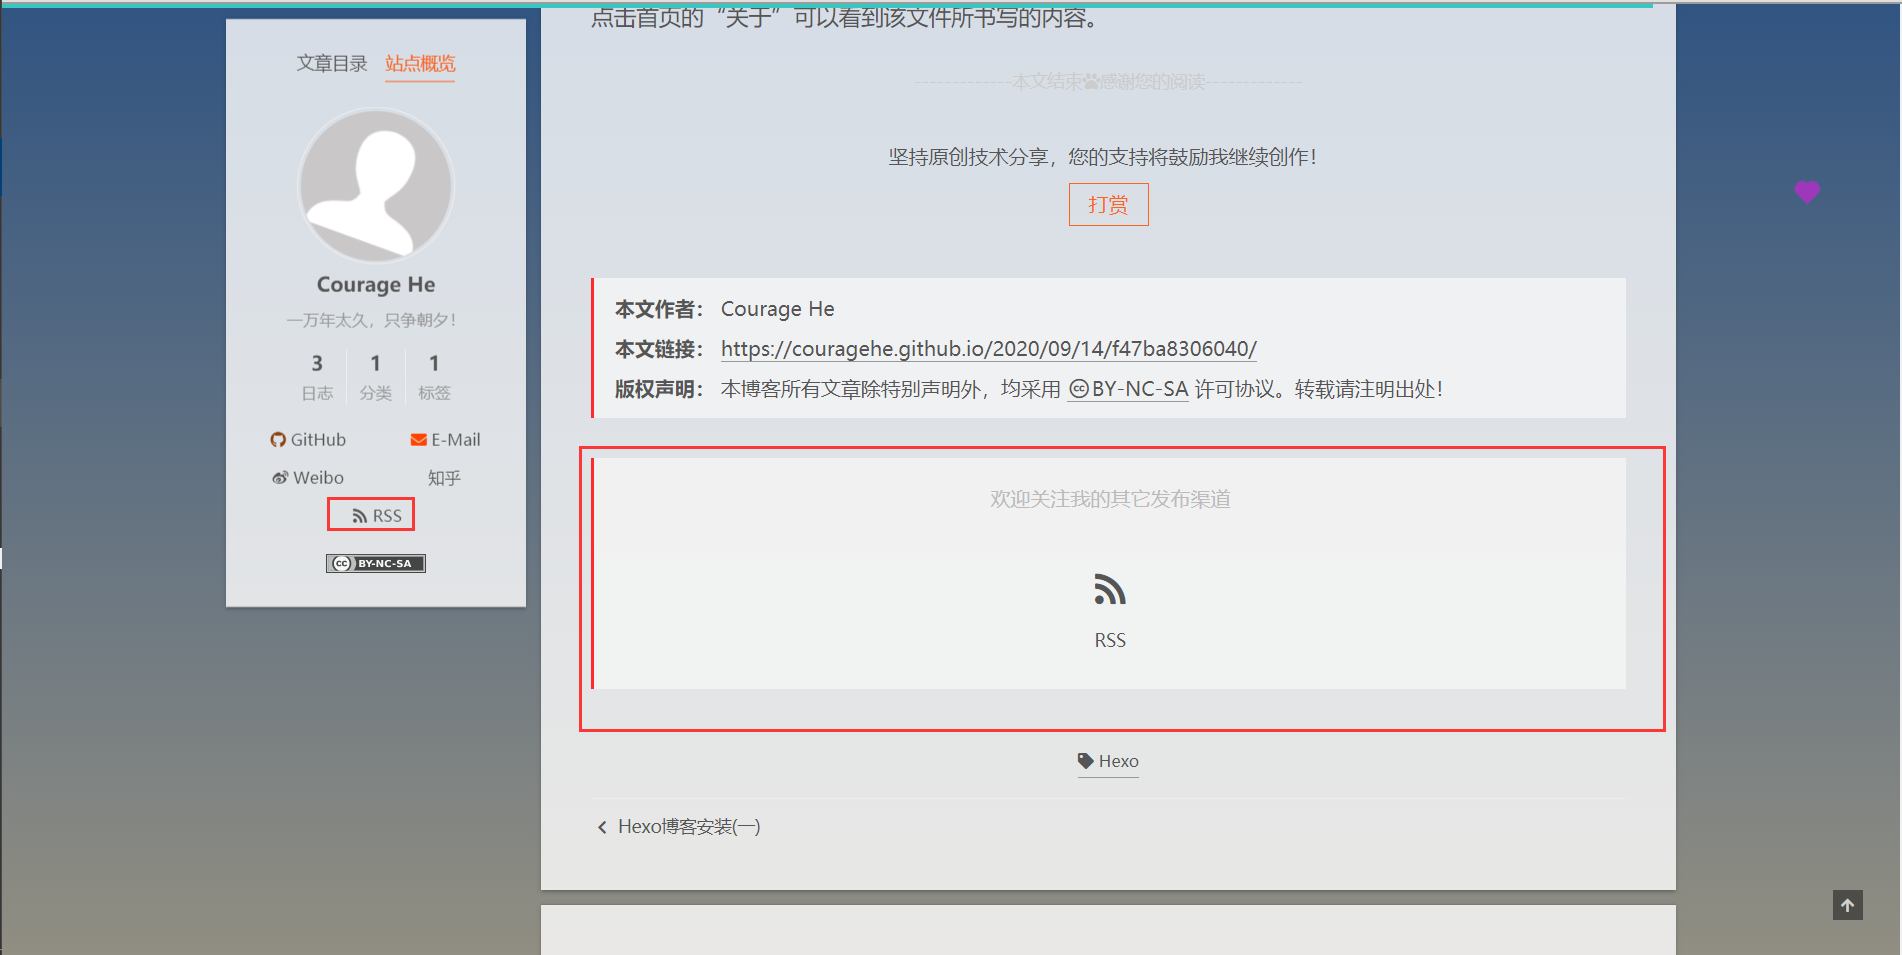 文章目录 站点概览
Courage He
一万年太久，只争朝夕！
3 1 1
日志 分类 标签
GitHub E-Mail
Weibo 知乎
RSS
cc BY-NC-SA
点击首页的“关于”可以看到该文件所书写的内容。
-------------本文结束感谢您的阅读-------------
坚持原创技术分享，您的支持将鼓励我继续创作！
打赏
本文作者： Courage He
本文链接： https://couragehe.github.io/2020/09/14/f47ba8306040/
版权声明： 本博客所有文章除特别声明外，均采用 cc BY-NC-SA 许可协议。转载请注明出处！
欢迎关注我的其它发布渠道
RSS
Hexo
Hexo博客安装(一)